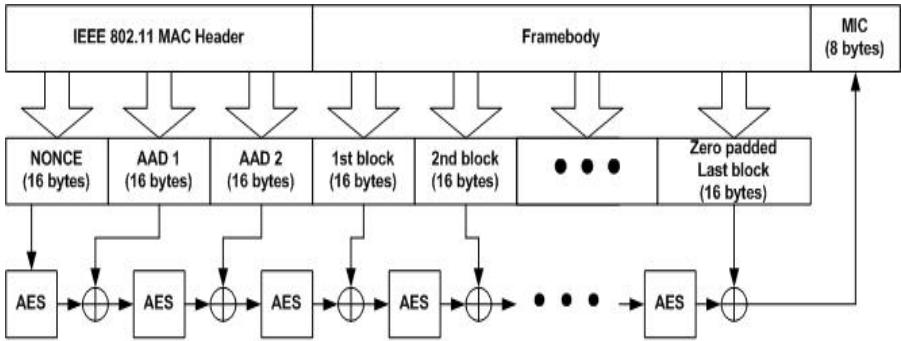 IEEE 802.11 MAC Header
Framebody
MIC
(8 bytes)
NONCE
(16 bytes)
AAD 1
(16 bytes)
AAD 2
(16 bytes)
1st block
(16 bytes)
2nd block
(16 bytes)
Zero padded
Last block
(16 bytes)
AES
AES
AES
AES
AES